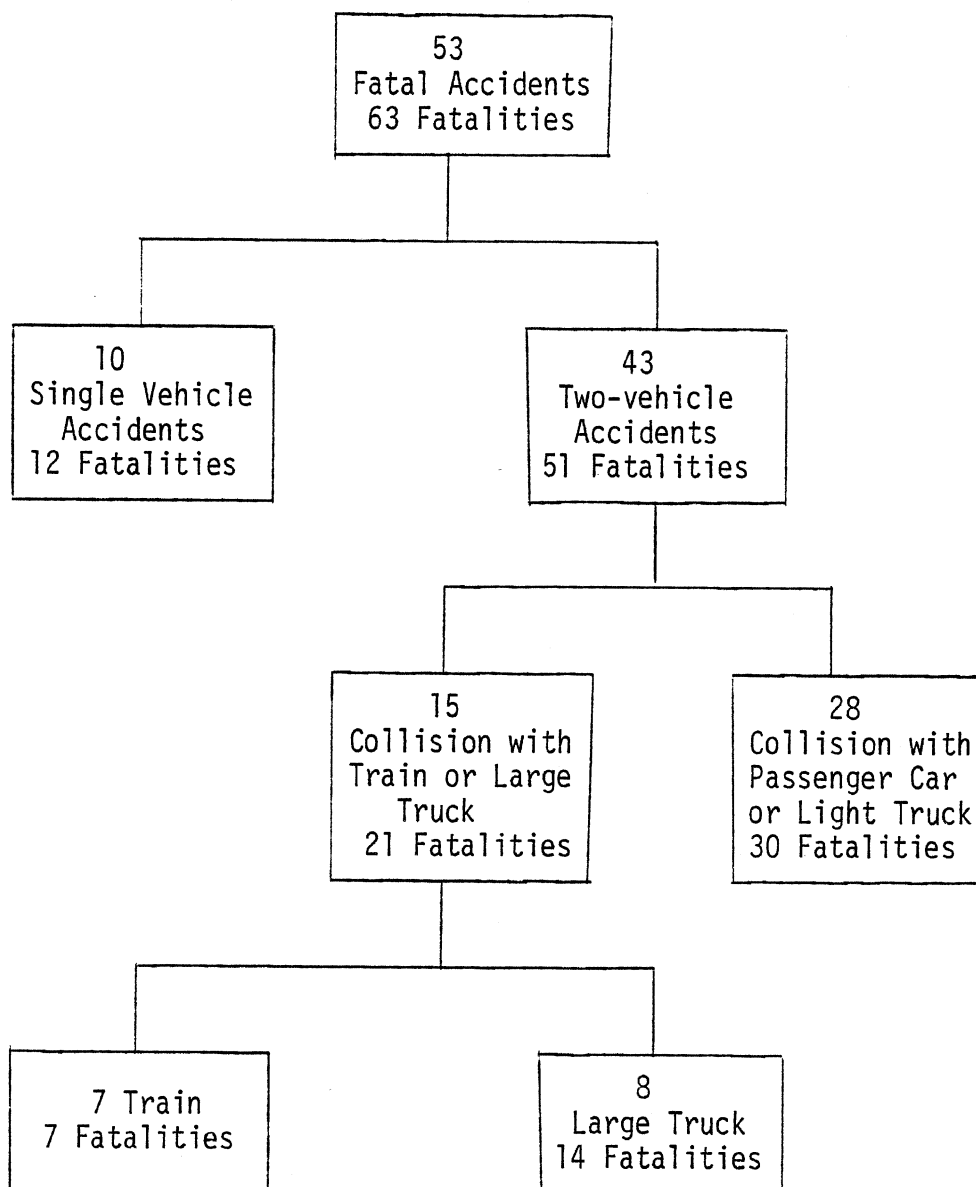 53
Fatal Accidents
63 Fatalities
10
Single Vehicle
Accidents
12 Fatalities
43
Two-vehicle
Accidents
51 Fatalities
15
Collision with
Train or Large
Truck
21 Fatalities
28
Collision with
Passenger Car
or Light Truck
30 Fatalities
7 Train
7 Fatalities
8
Large Truck
14 Fatalities